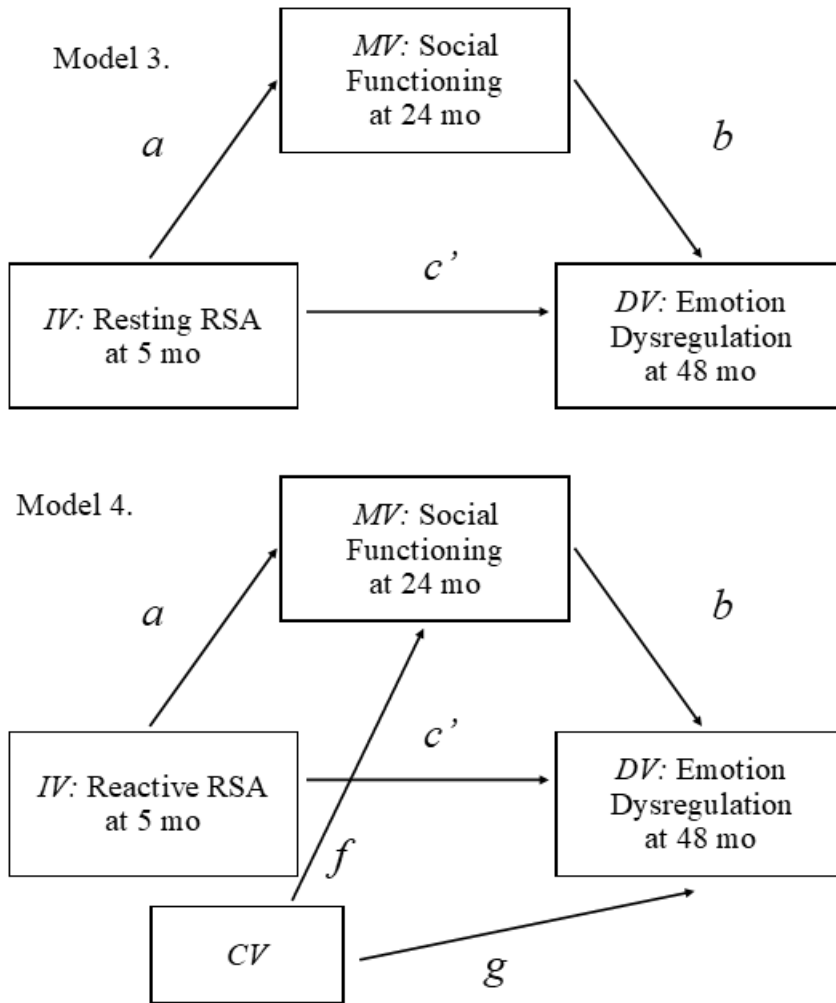 Model 3.
MV: Social
Functioning
at 24 mo
a
b
c’
IV: Resting RSA
at 5 mo
DV: Emotion
Dysregulation
at 48 mo
Model 4.
MV: Social
Functioning
at 24 mo
a
b
c’
IV: Reactive RSA
at 5 mo
DV: Emotion
Dysregulation
at 48 mo
f
CV
g